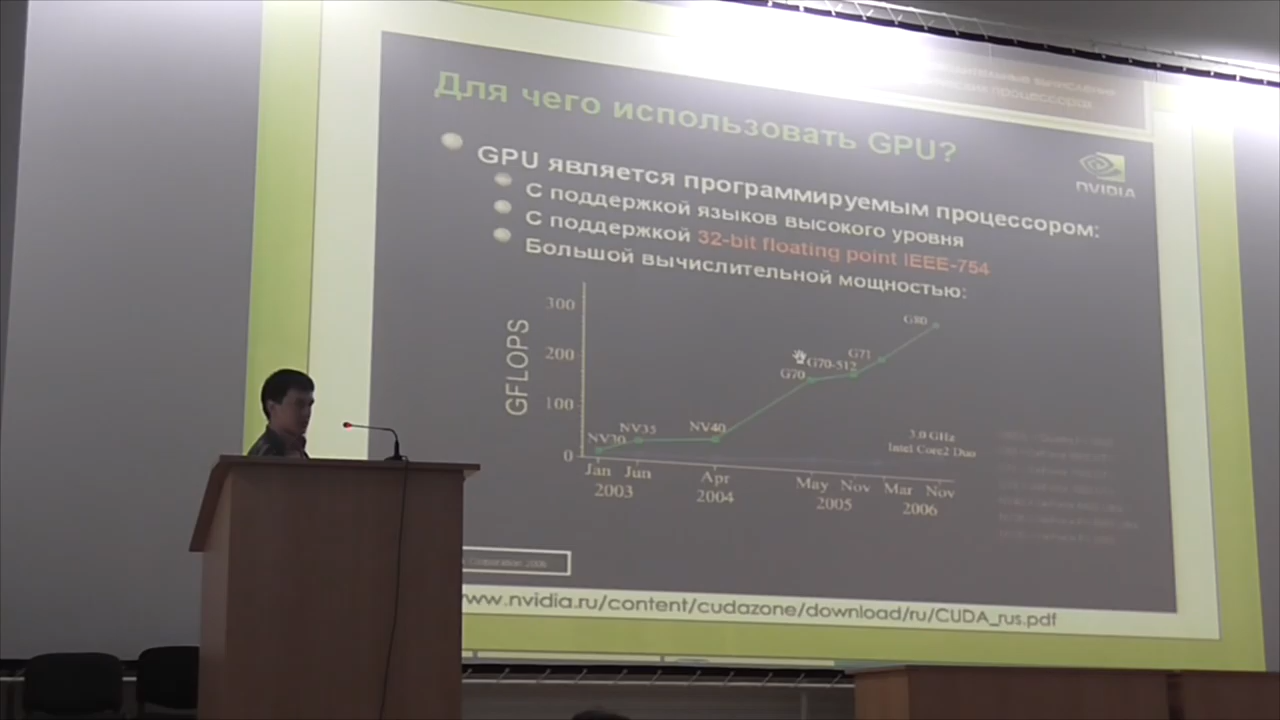 Для чего использовать GPU?
NVIDIA
GPU является программируемым процессором:
С поддержкой языков высокого уровня
С поддержкой 32-bit floating point IEEE-754
Большой вычислительной мощностью:
GFLOPS
300
200
100
0
NV30
NV35
NV40
G70
G70-512
G71
G80
3.0 GHz
Intel Core2 Duo
Jan Jun Apr May Nov Mar Nov
2003 2004 2005 2006
Corporation 2006
www.nvidia.ru/content/cudazone/download/ru/CUDA_rus.pdf